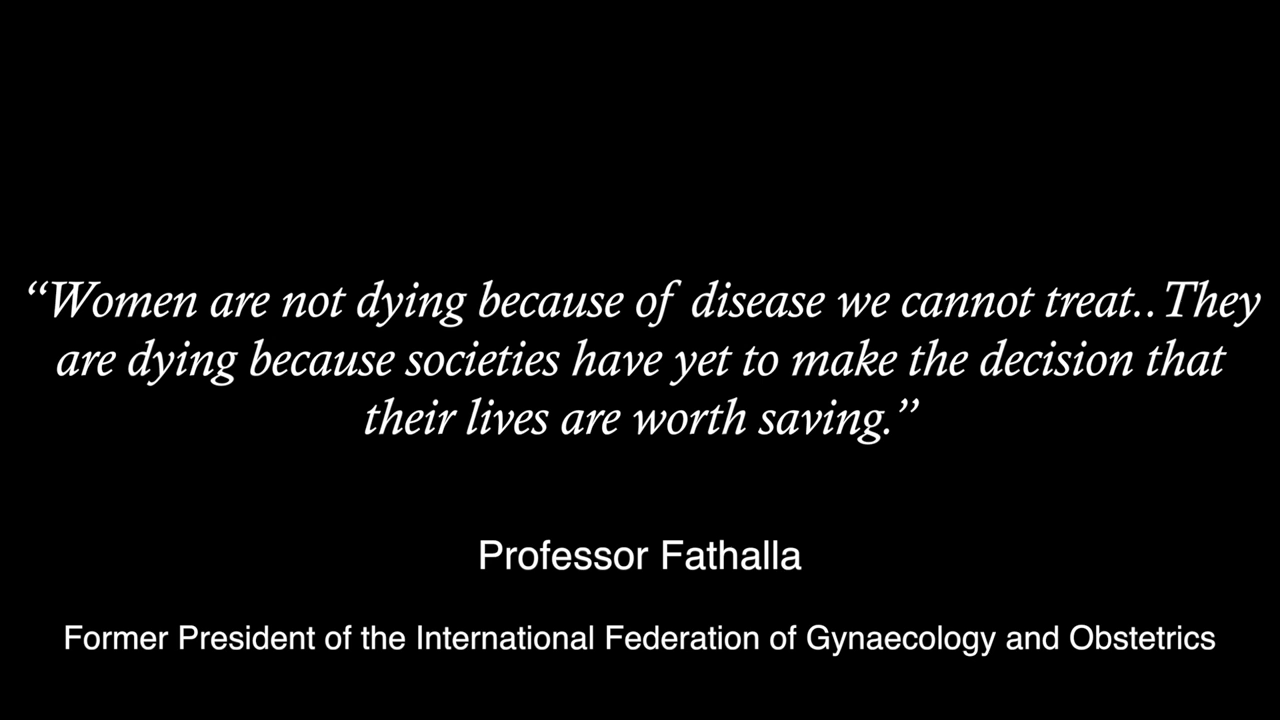 “Women are not dying because of disease we cannot treat.. They
are dying because societies have yet to make the decision that
their lives are worth saving.”
Professor Fathalla
Former President of the International Federation of Gynaecology and Obstetrics